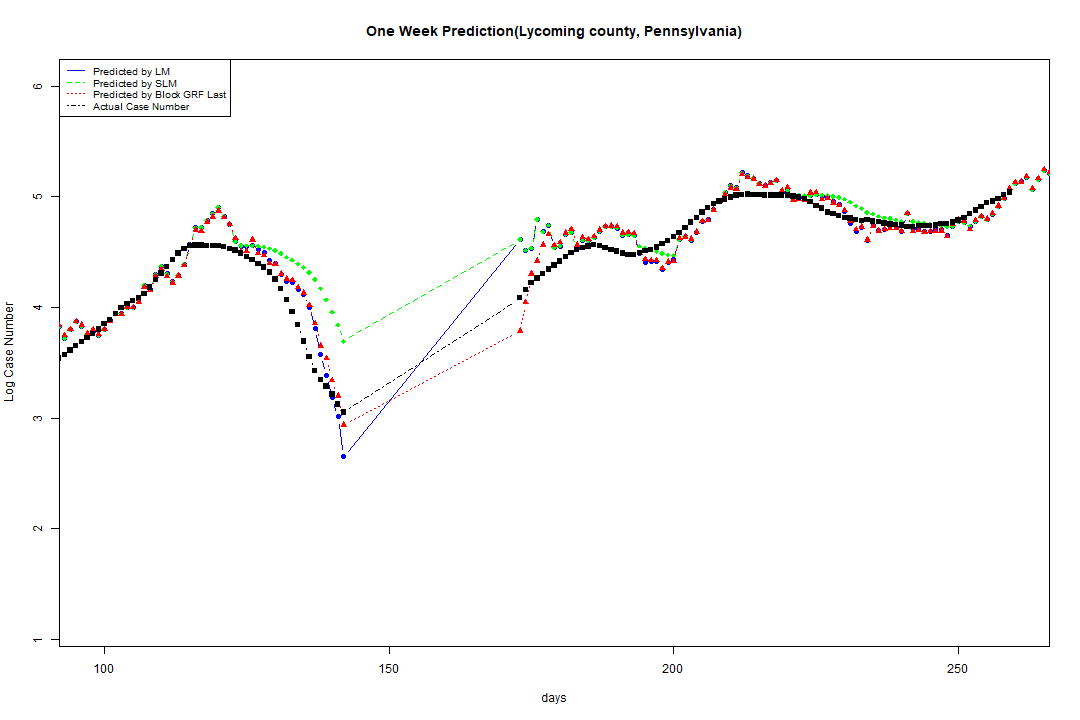 One Week Prediction(Lycoming county, Pennsylvania)
Predicted by LM
Predicted by SLM
Predicted by Block GRF Last
Actual Case Number
6
5
4
3
2
1
Log Case Number
100 150 200 250
days